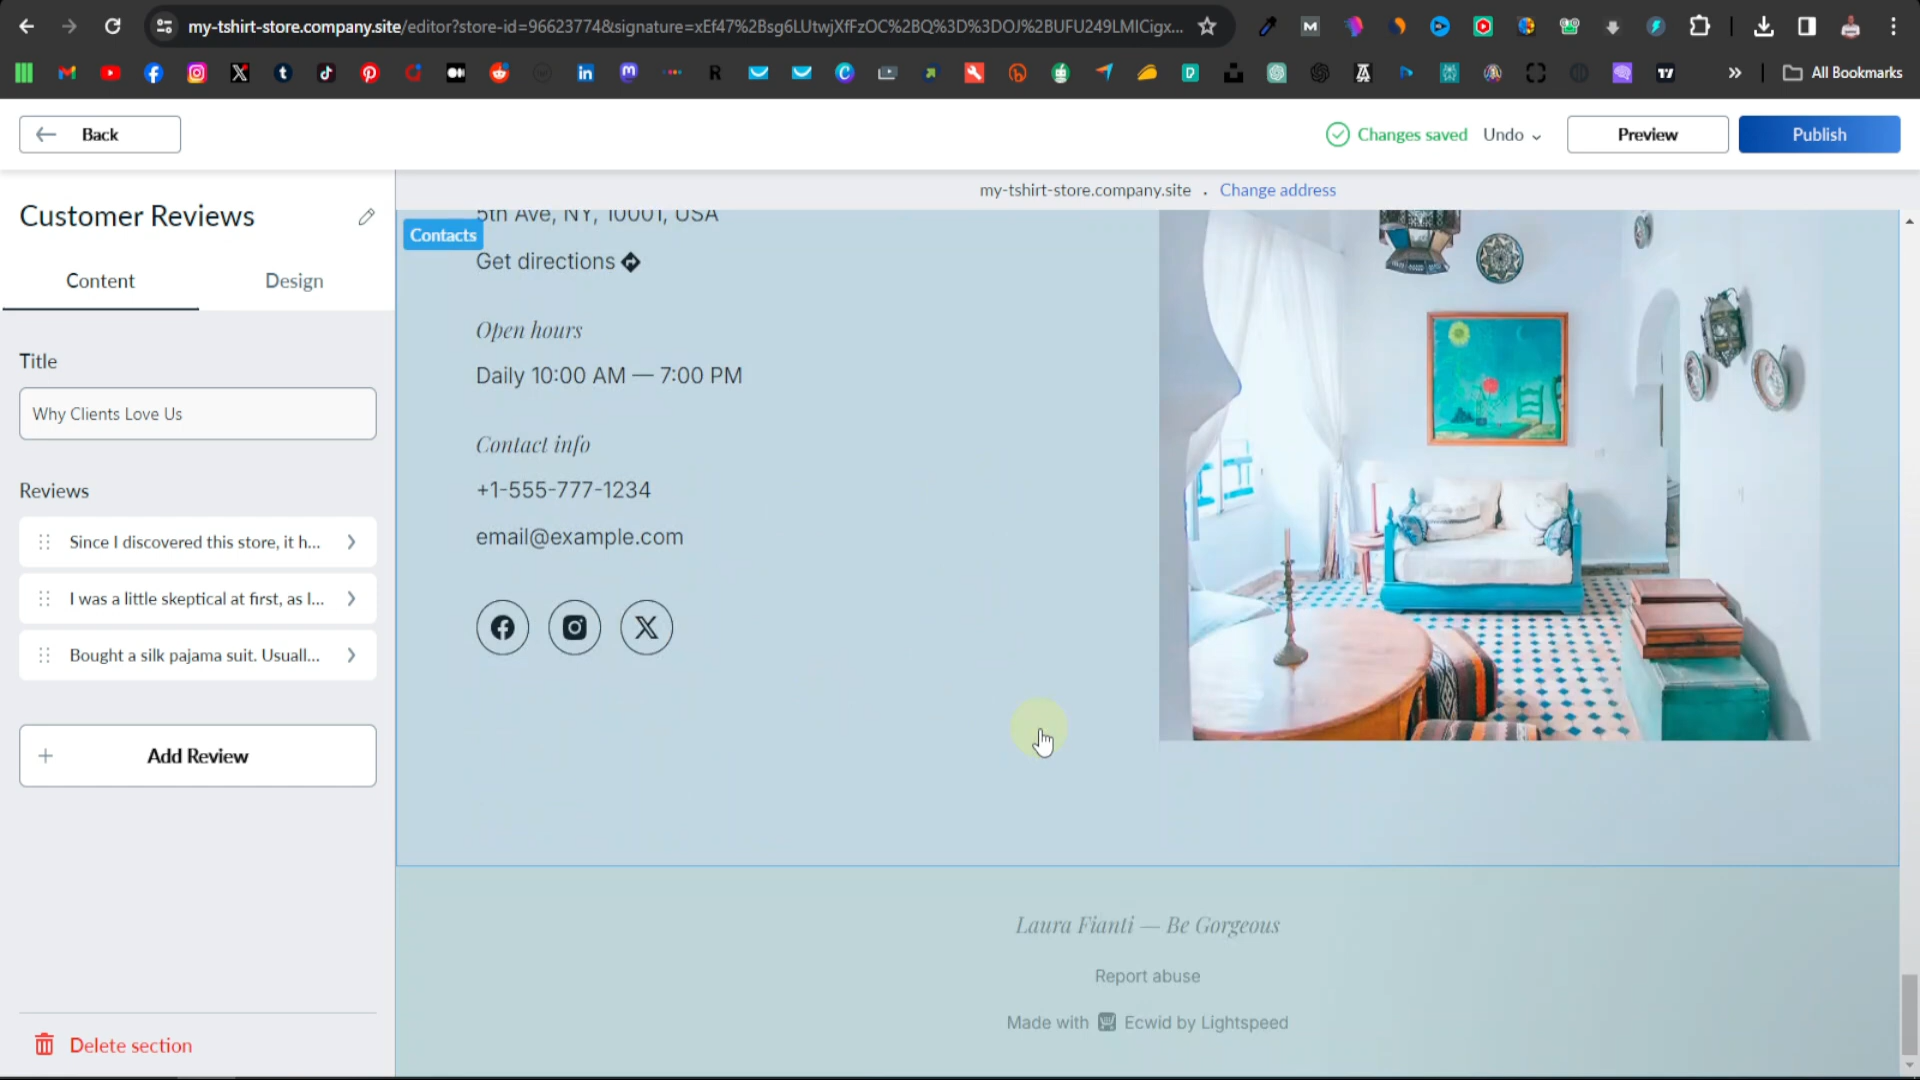 my-tshirt-store.company.site/editor?store-id=96623774&signature=xEf47%2Bsg6LUtwjXfFzOC%2BQ%3D%3DOJ%2BUFU249LMICigx...
All Bookmarks
Back
Changes saved
Undo
Preview
Publish
my-tshirt-store.company.site . Change address
Customer Reviews
Content
Design
Title
Why Clients Love Us
Reviews
Since I discovered this store, it h...
I was a little skeptical at first, as I...
Bought a silk pajama suit. Usuall...
+ Add Review
Delete section
Contacts
5th Ave, NY, 10001, USA
Get directions
Open hours
Daily 10:00 AM — 7:00 PM
Contact info
+1-555-777-1234
email@example.com
Laura Fianti — Be Gorgeous
Report abuse
Made with Ecwid by Lightspeed